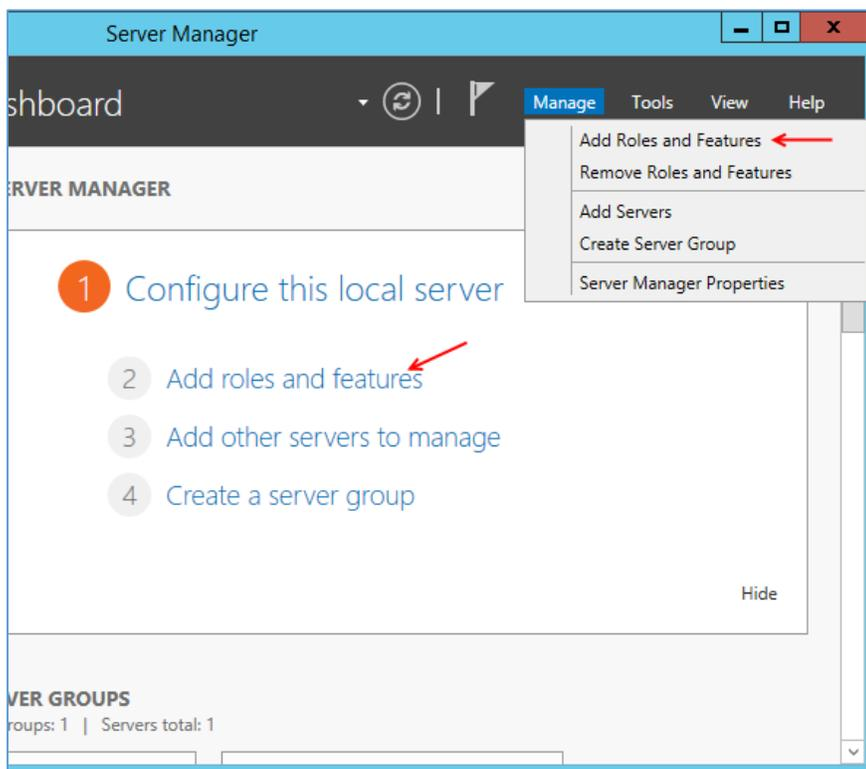 Server Manager
shboard
Manage Tools View Help
Add Roles and Features
Remove Roles and Features
Add Servers
Create Server Group
Server Manager Properties
RVER MANAGER
1 Configure this local server
2 Add roles and features
3 Add other servers to manage
4 Create a server group
Hide
VER GROUPS
roups: 1 | Servers total: 1